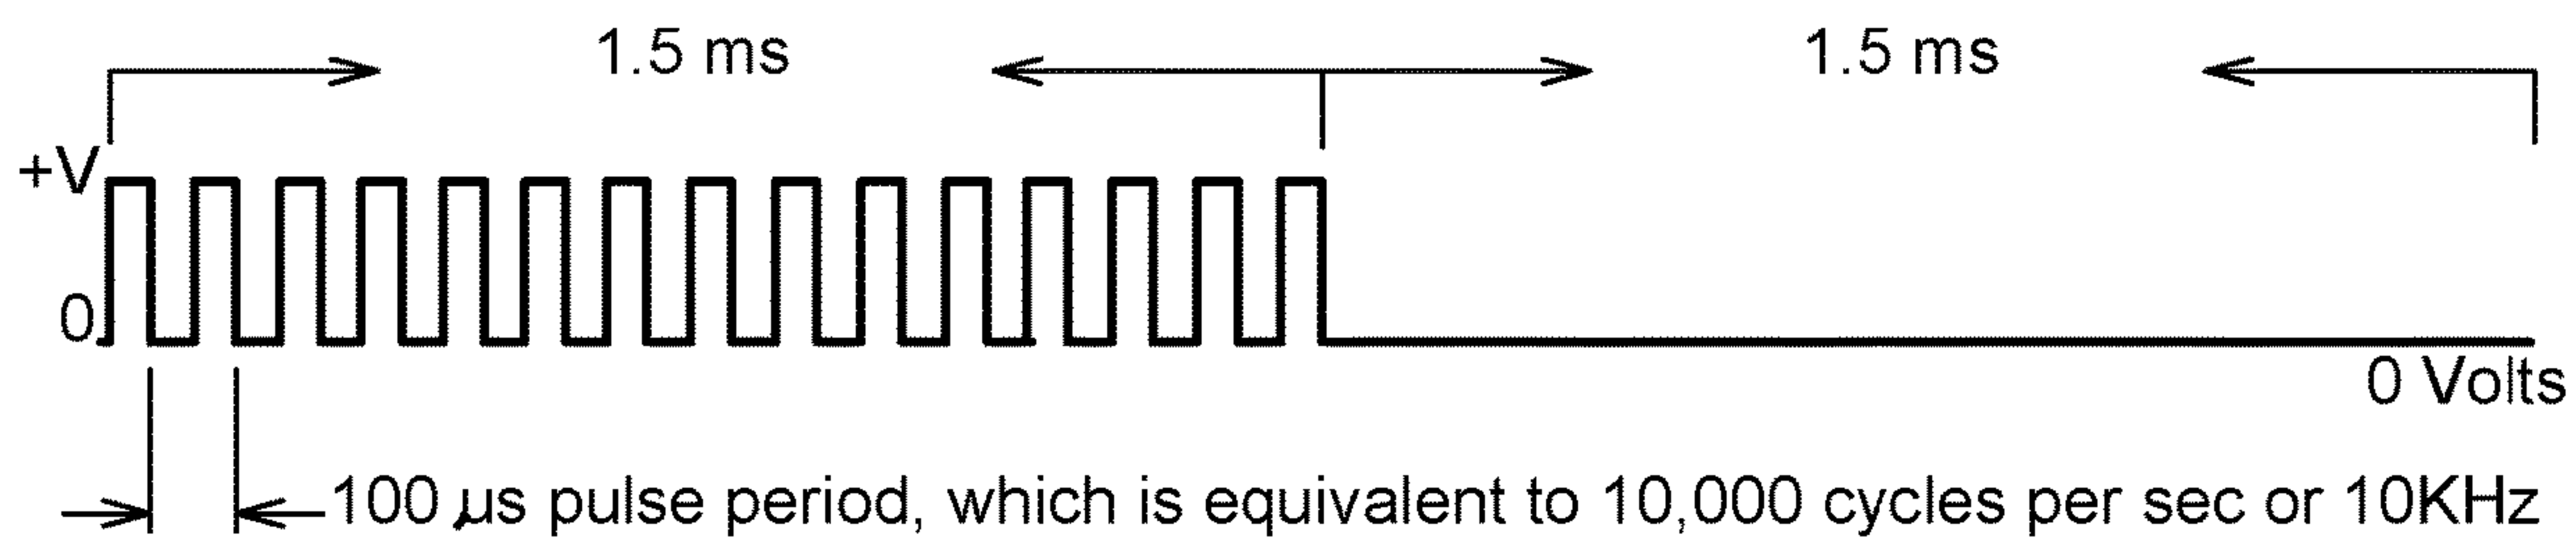 1.5 ms 1.5 ms
+V
0
0 Volts
100 µs pulse period, which is equivalent to 10,000 cycles per sec or 10KHz